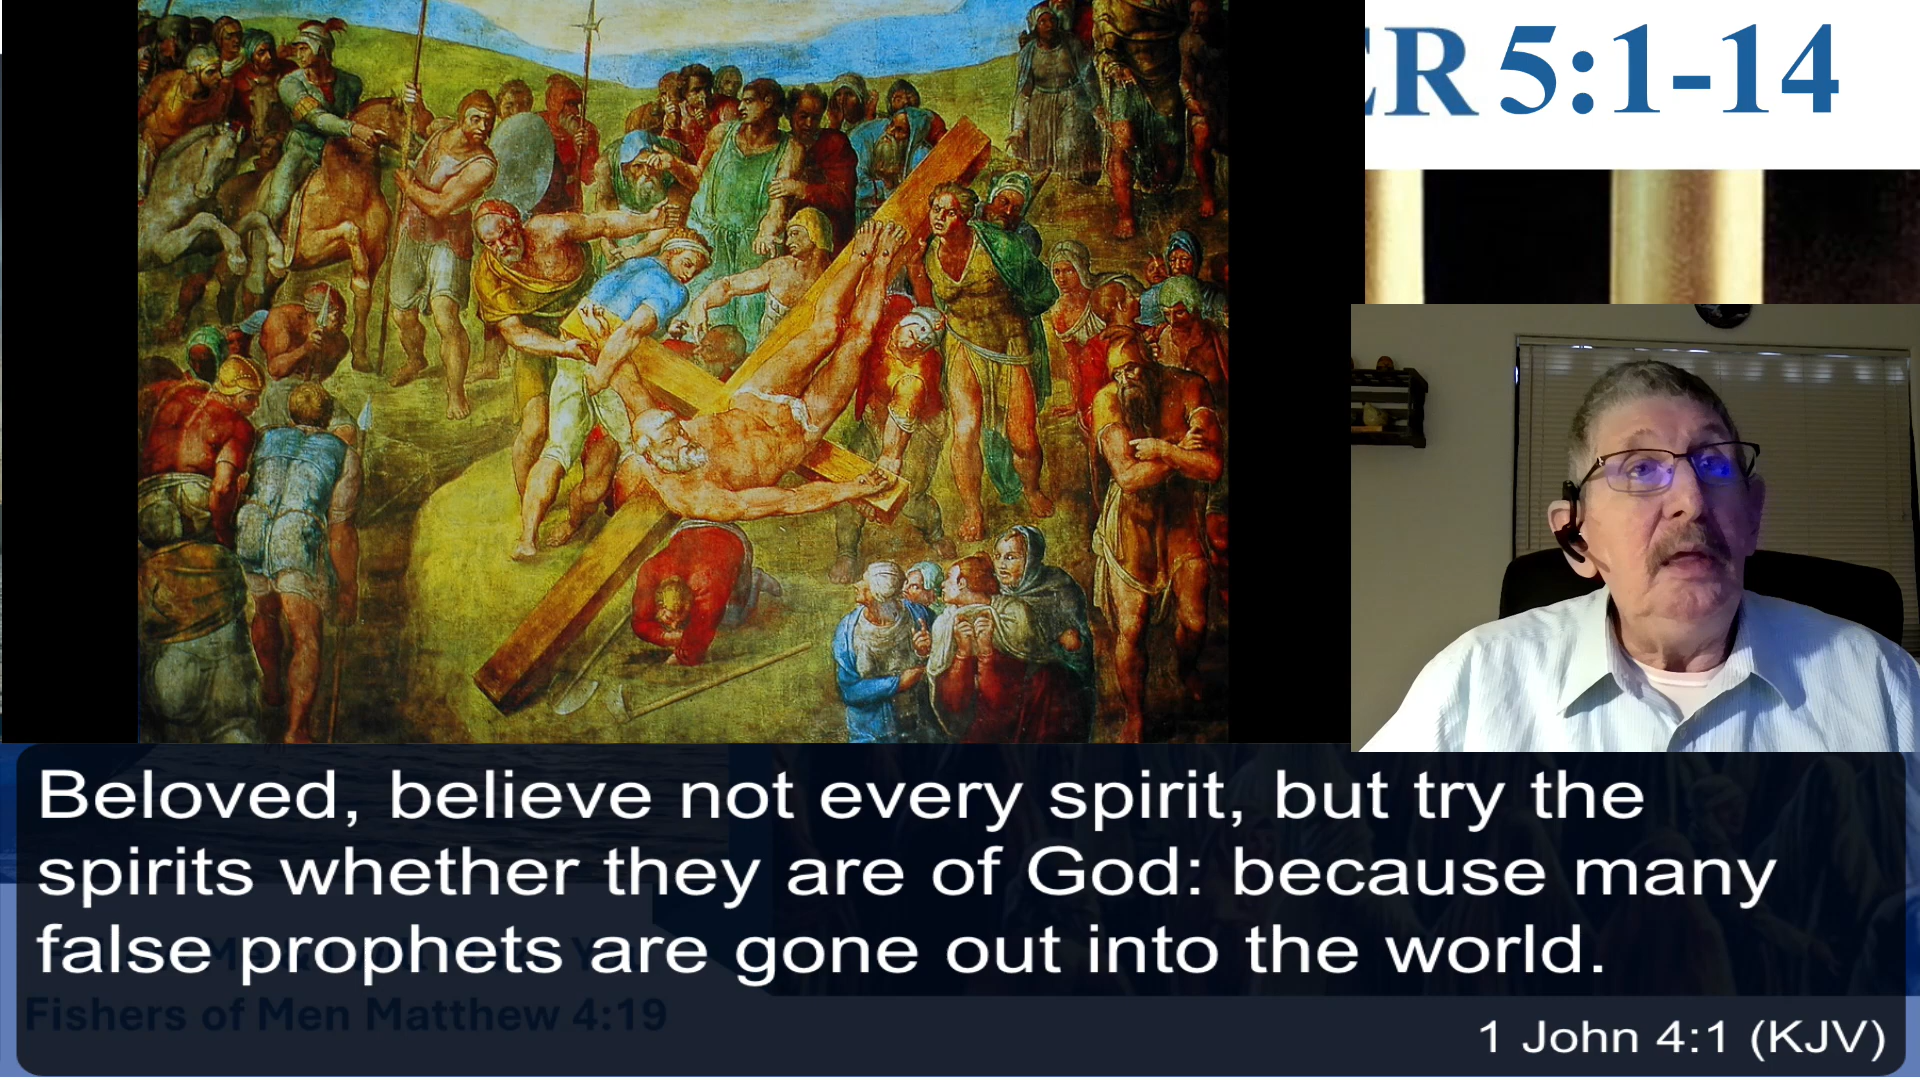 ER 5:1-14
Beloved, believe not every spirit, but try the
spirits whether they are of God: because many
false prophets are gone out into the world.
Fishers of Men Matthew 4:19
1 John 4:1 (KJV)